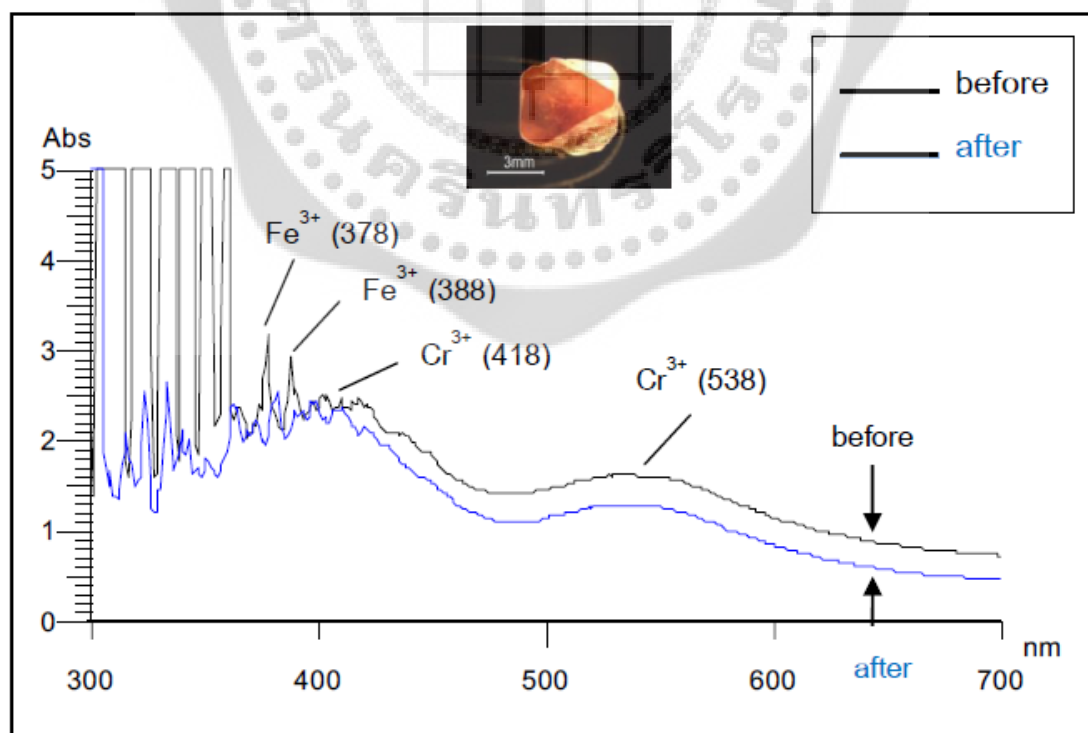 before
after
3mm
Abs
5
4
3
2
1
0
Fe3+ (378)
Fe3+ (388)
Cr3+ (418)
Cr3+ (538)
before
after
nm
300
400
500
600
700